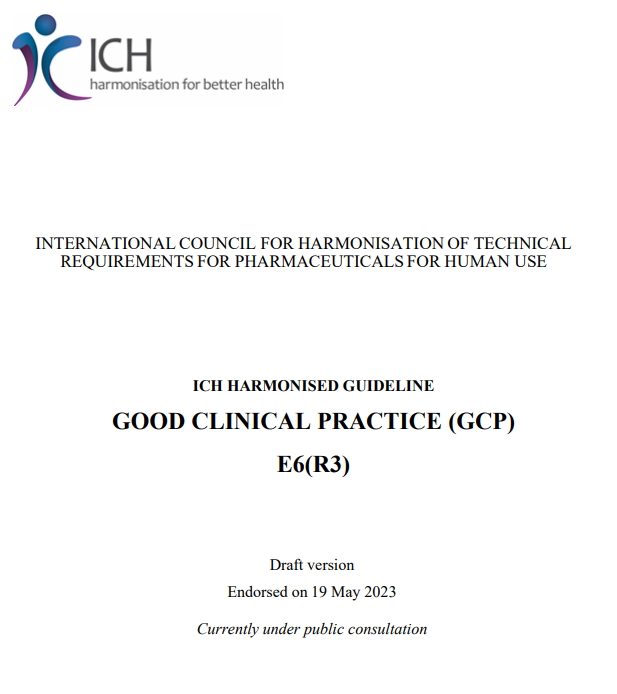 ICH
harmonisation for better health
INTERNATIONAL COUNCIL FOR HARMONISATION OF TECHNICAL
REQUIREMENTS FOR PHARMACEUTICALS FOR HUMAN USE
ICH HARMONISED GUIDELINE
GOOD CLINICAL PRACTICE (GCP)
E6(R3)
Draft version
Endorsed on 19 May 2023
Currently under public consultation